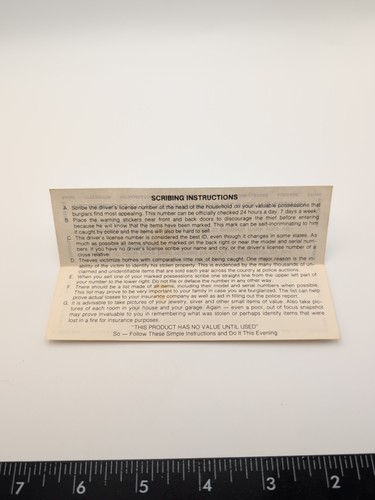 SCRIBING INSTRUCTIONS
A. Scribe the driver's license number of the head of the household on your valuable possessions that
burglars find most appealing. This number can be officially checked 24 hours a day, 7 days a week.
B. Place the warning stickers near front and back doors to discourage the thief before entering
because he will know that the items have been marked. This mark can be self-incriminating to him
if caught by police and the items will also be hard to sell.
C. The driver's license number is considered the best ID, even though it changes in some states. As
much as possible all items should be marked on the back right or near the model and serial num-
bers. If you have no driver's license scribe your name and city, or the driver's license number of a
close relative.
D. Thieves victimize homes with comparative little risk of being caught. One major reason is the in-
ability of the victim to identify his stolen property. This is evidenced by the many thousands of un-
claimed and unidentifiable items that are sold each year across the country at police auctions.
E. When you sell one of your marked possessions scribe one straight line from the upper left part of
your number to the lower right. Do not file or deface the number in any other way.
F. There should be a list made of all items, including their model and serial numbers when possible.
This list may prove to be very important to your family in case you are burglarized. This list can help
prove actual losses to your insurance company as well as aid in filling out the police report.
G. It is advisable to take pictures of your jewelry, silver and other small items of value. Also take pic-
tures of each room in your house and your garage. Again — even a poor, out of focus snapshot
may prove invaluable to you in remembering what was stolen or perhaps identify items that were
lost in a fire for insurance purposes.
"THIS PRODUCT HAS NO VALUE UNTIL USED"
So — Follow These Simple Instructions and Do It This Evening
7 6 5 4 3 2